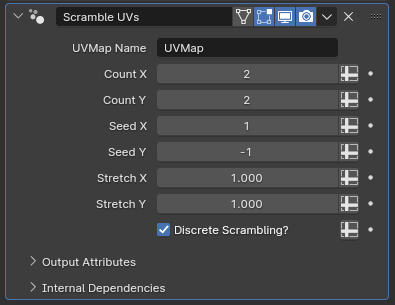 Scramble UVs
UVMap Name UVMap
Count X 2
Count Y 2
Seed X 1
Seed Y -1
Stretch X 1.000
Stretch Y 1.000
Discrete Scrambling?
Output Attributes
Internal Dependencies